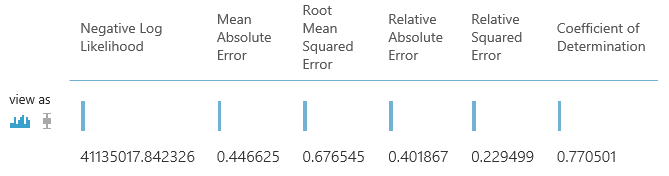 Negative Log
Likelihood
Mean
Absolute
Error
Root
Mean
Squared
Error
Relative
Absolute
Error
Relative
Squared
Error
Coefficient of
Determination
view as
41135017.842326
0.446625
0.676545
0.401867
0.229499
0.770501